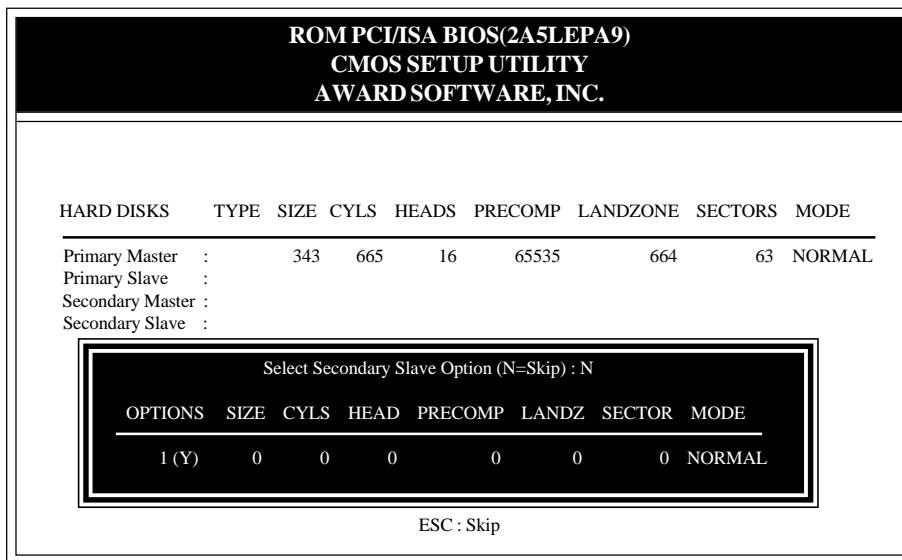 ROM PCI/ISA BIOS(2A5LEPA9)
CMOS SETUP UTILITY
AWARD SOFTWARE, INC.
HARD DISKS TYPE SIZE CYLS HEADS PRECOMP LANDZONE SECTORS MODE
Primary Master : 343 665 16 65535 664 63 NORMAL
Primary Slave :
Secondary Master :
Secondary Slave :
Select Secondary Slave Option (N=Skip) : N
OPTIONS SIZE CYLS HEAD PRECOMP LANDZ SECTOR MODE
1 (Y) 0 0 0 0 0 0 NORMAL
ESC : Skip